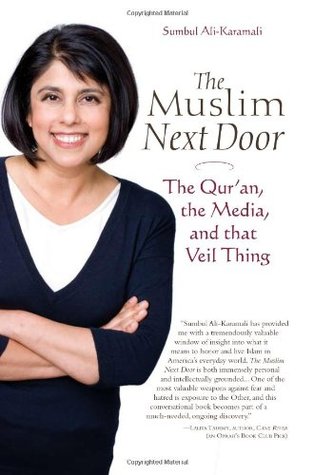 Copyrighted Material
Sumbul Ali-Karamali
The
Muslim
Next Door
The Qur'an,
the Media,
and that
Veil Thing
"Sumbul Ali-Karamali has provided
me with a tremendously valuable
window of insight into what it
means to honor and live Islam in
America's everyday world. The Muslim
Next Door is both immensely personal
and intellectually grounded... One of the
most valuable weapons against fear and
hatred is exposure to the Other, and this
conversational book becomes part of a
much-needed, ongoing discovery."
—Lalita Tademy, author, Cane River
(an Oprah's Book Club Pick)
Copyrighted Material